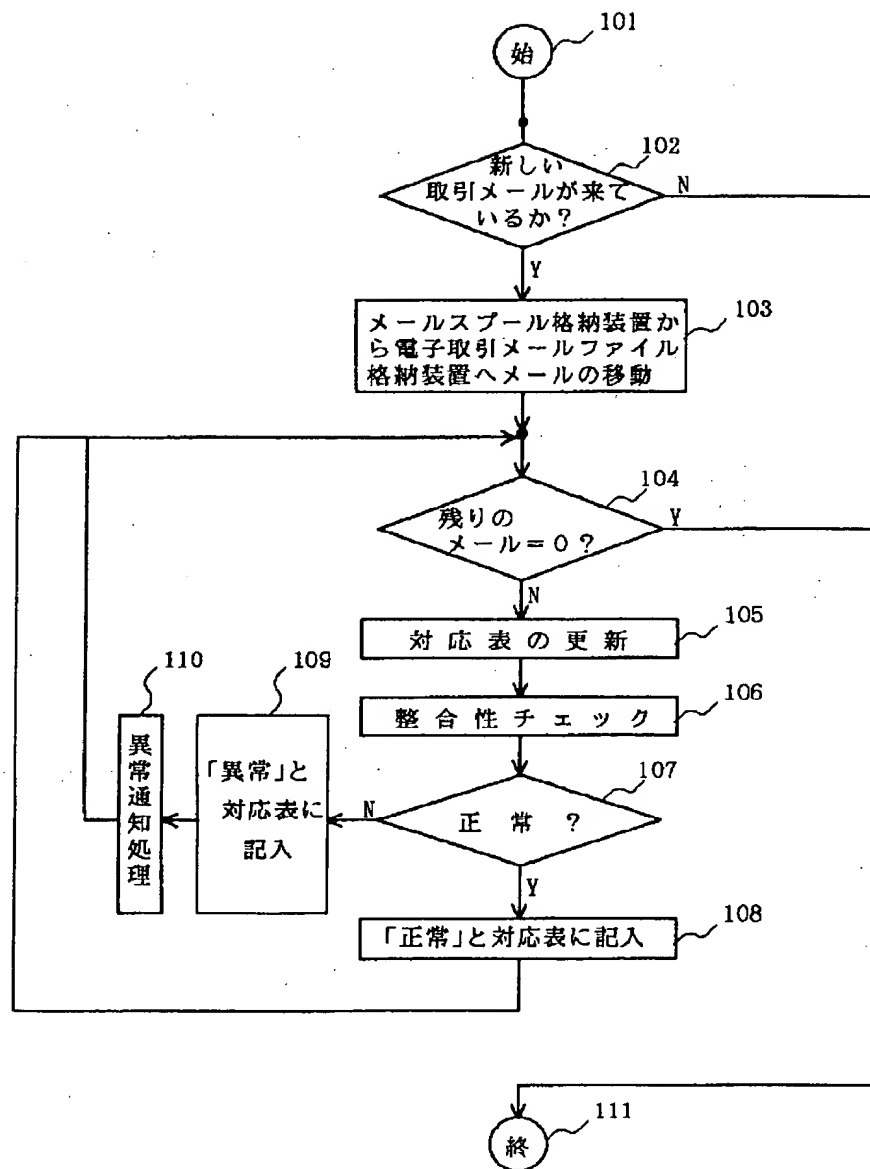 101
始
102
新しい
取引メールが来て
いるか？
N
Y
103
メールスプール格納装置か
ら電子取引メールファイル
格納装置へメールの移動
104
残りの
メール＝０？
Y
N
105
対応表の更新
106
整合性チェック
107
正常？
N
Y
110
異常通知処理
109
「異常」と
対応表に
記入
108
「正常」と対応表に記入
終
111